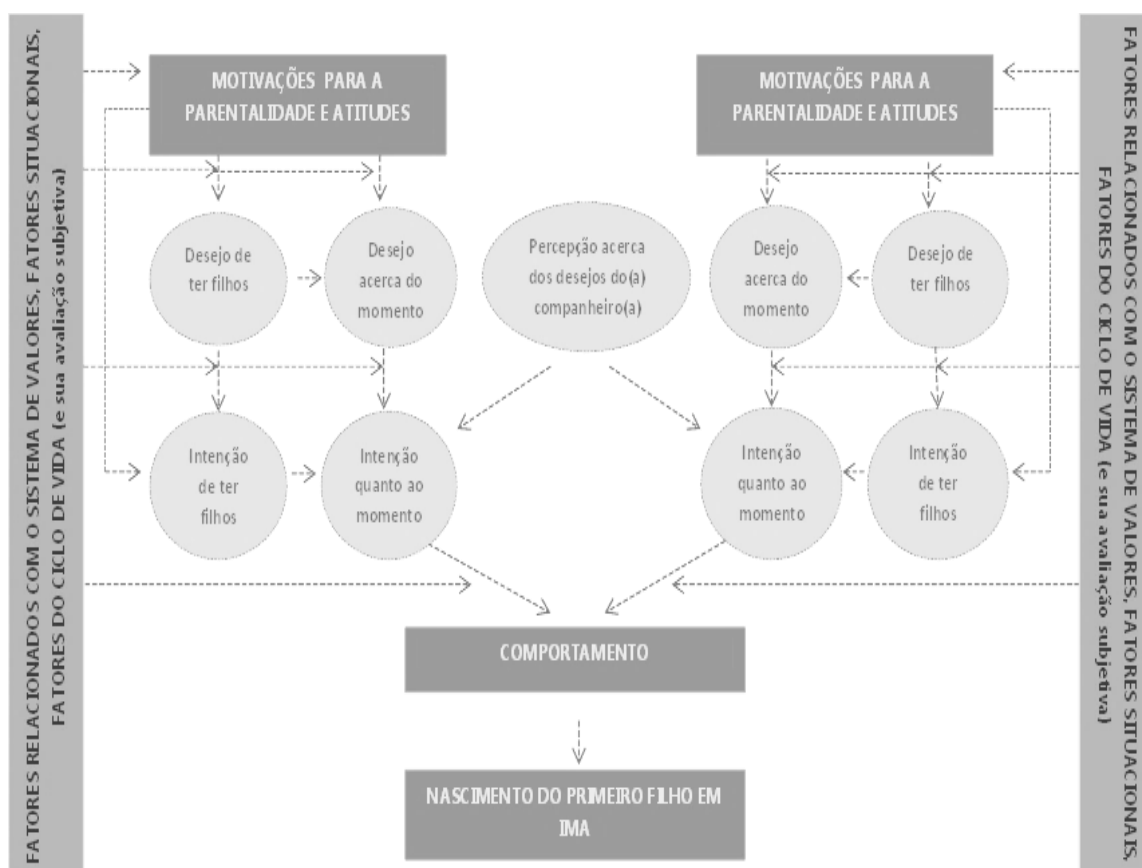 FATORES RELACIONADOS COM O SISTEMA DE VALORES, FATORES SITUACIONAIS,
FATORES DO CICLO DE VIDA (e sua avaliação subjetiva)
MOTIVAÇÕES PARA A
PARENTALIDADE E ATITUDES
MOTIVAÇÕES PARA A
PARENTALIDADE E ATITUDES
Desejo de
ter filhos
Desejo
acerca do
momento
Percepção acerca
dos desejos do(a)
companheiro(a)
Desejo
acerca do
momento
Desejo de
ter filhos
Intenção
de ter
filhos
Intenção
quanto ao
momento
Intenção
quanto ao
momento
Intenção
de ter
filhos
COMPORTAMENTO
NASCIMENTO DO PRIMEIRO FILHO EM
IMA
FATORES RELACIONADOS COM O SISTEMA DE VALORES, FATORES SITUACIONAIS,
FATORES DO CICLO DE VIDA (e sua avaliação subjetiva)